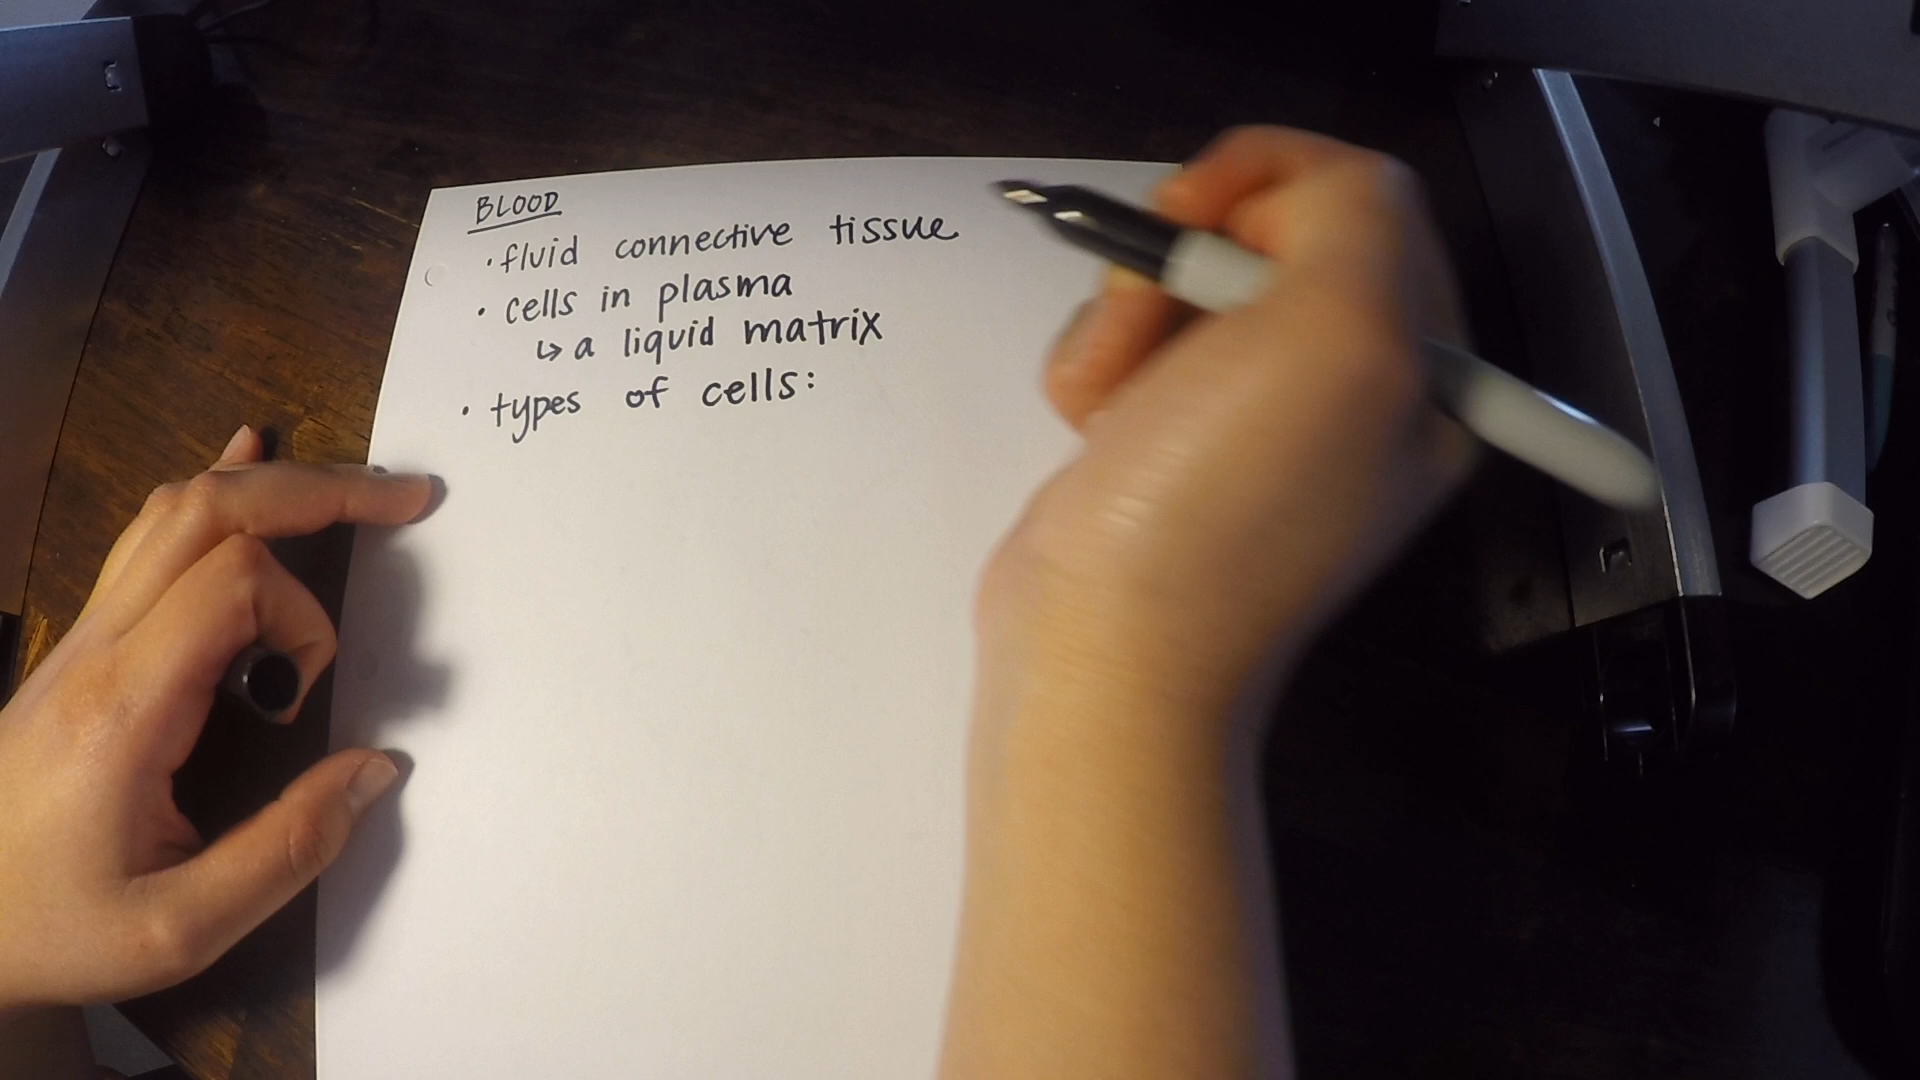 BLOOD
• fluid connective tissue
• cells in plasma
↳ a liquid matrix
• types of cells: